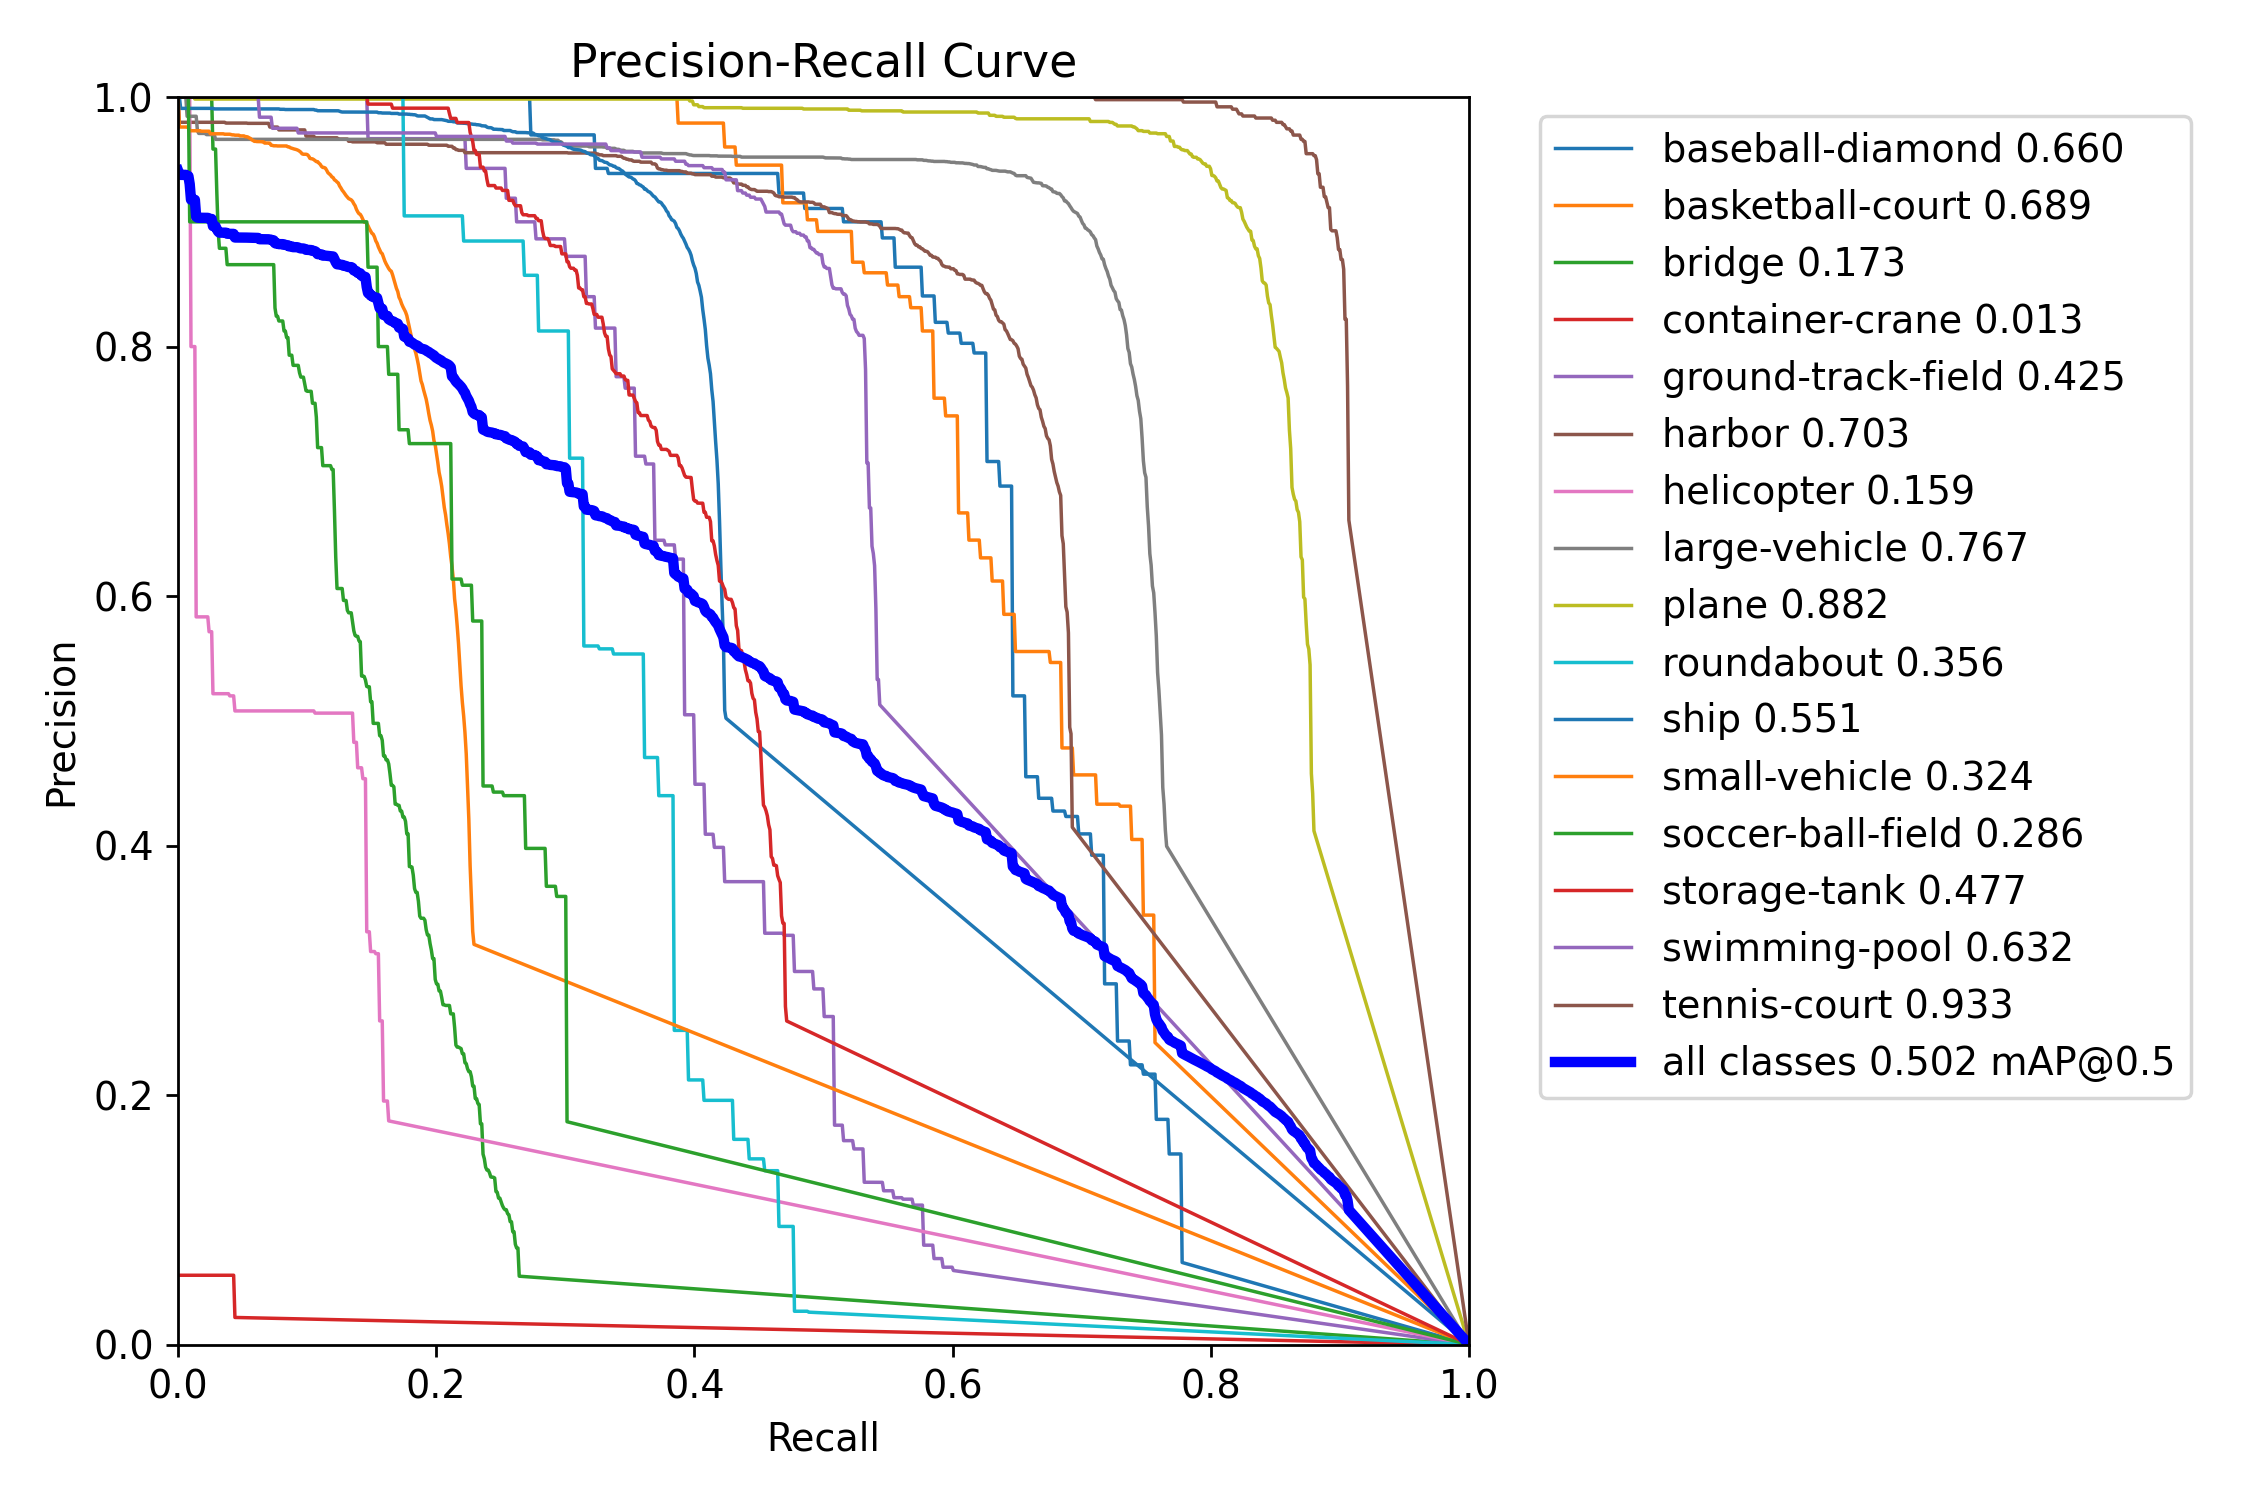 Precision-Recall Curve
1.0
0.8
0.6
0.4
0.2
0.0
Precision
0.0 0.2 0.4 0.6 0.8 1.0
Recall
baseball-diamond 0.660
basketball-court 0.689
bridge 0.173
container-crane 0.013
ground-track-field 0.425
harbor 0.703
helicopter 0.159
large-vehicle 0.767
plane 0.882
roundabout 0.356
ship 0.551
small-vehicle 0.324
soccer-ball-field 0.286
storage-tank 0.477
swimming-pool 0.632
tennis-court 0.933
all classes 0.502 mAP@0.5